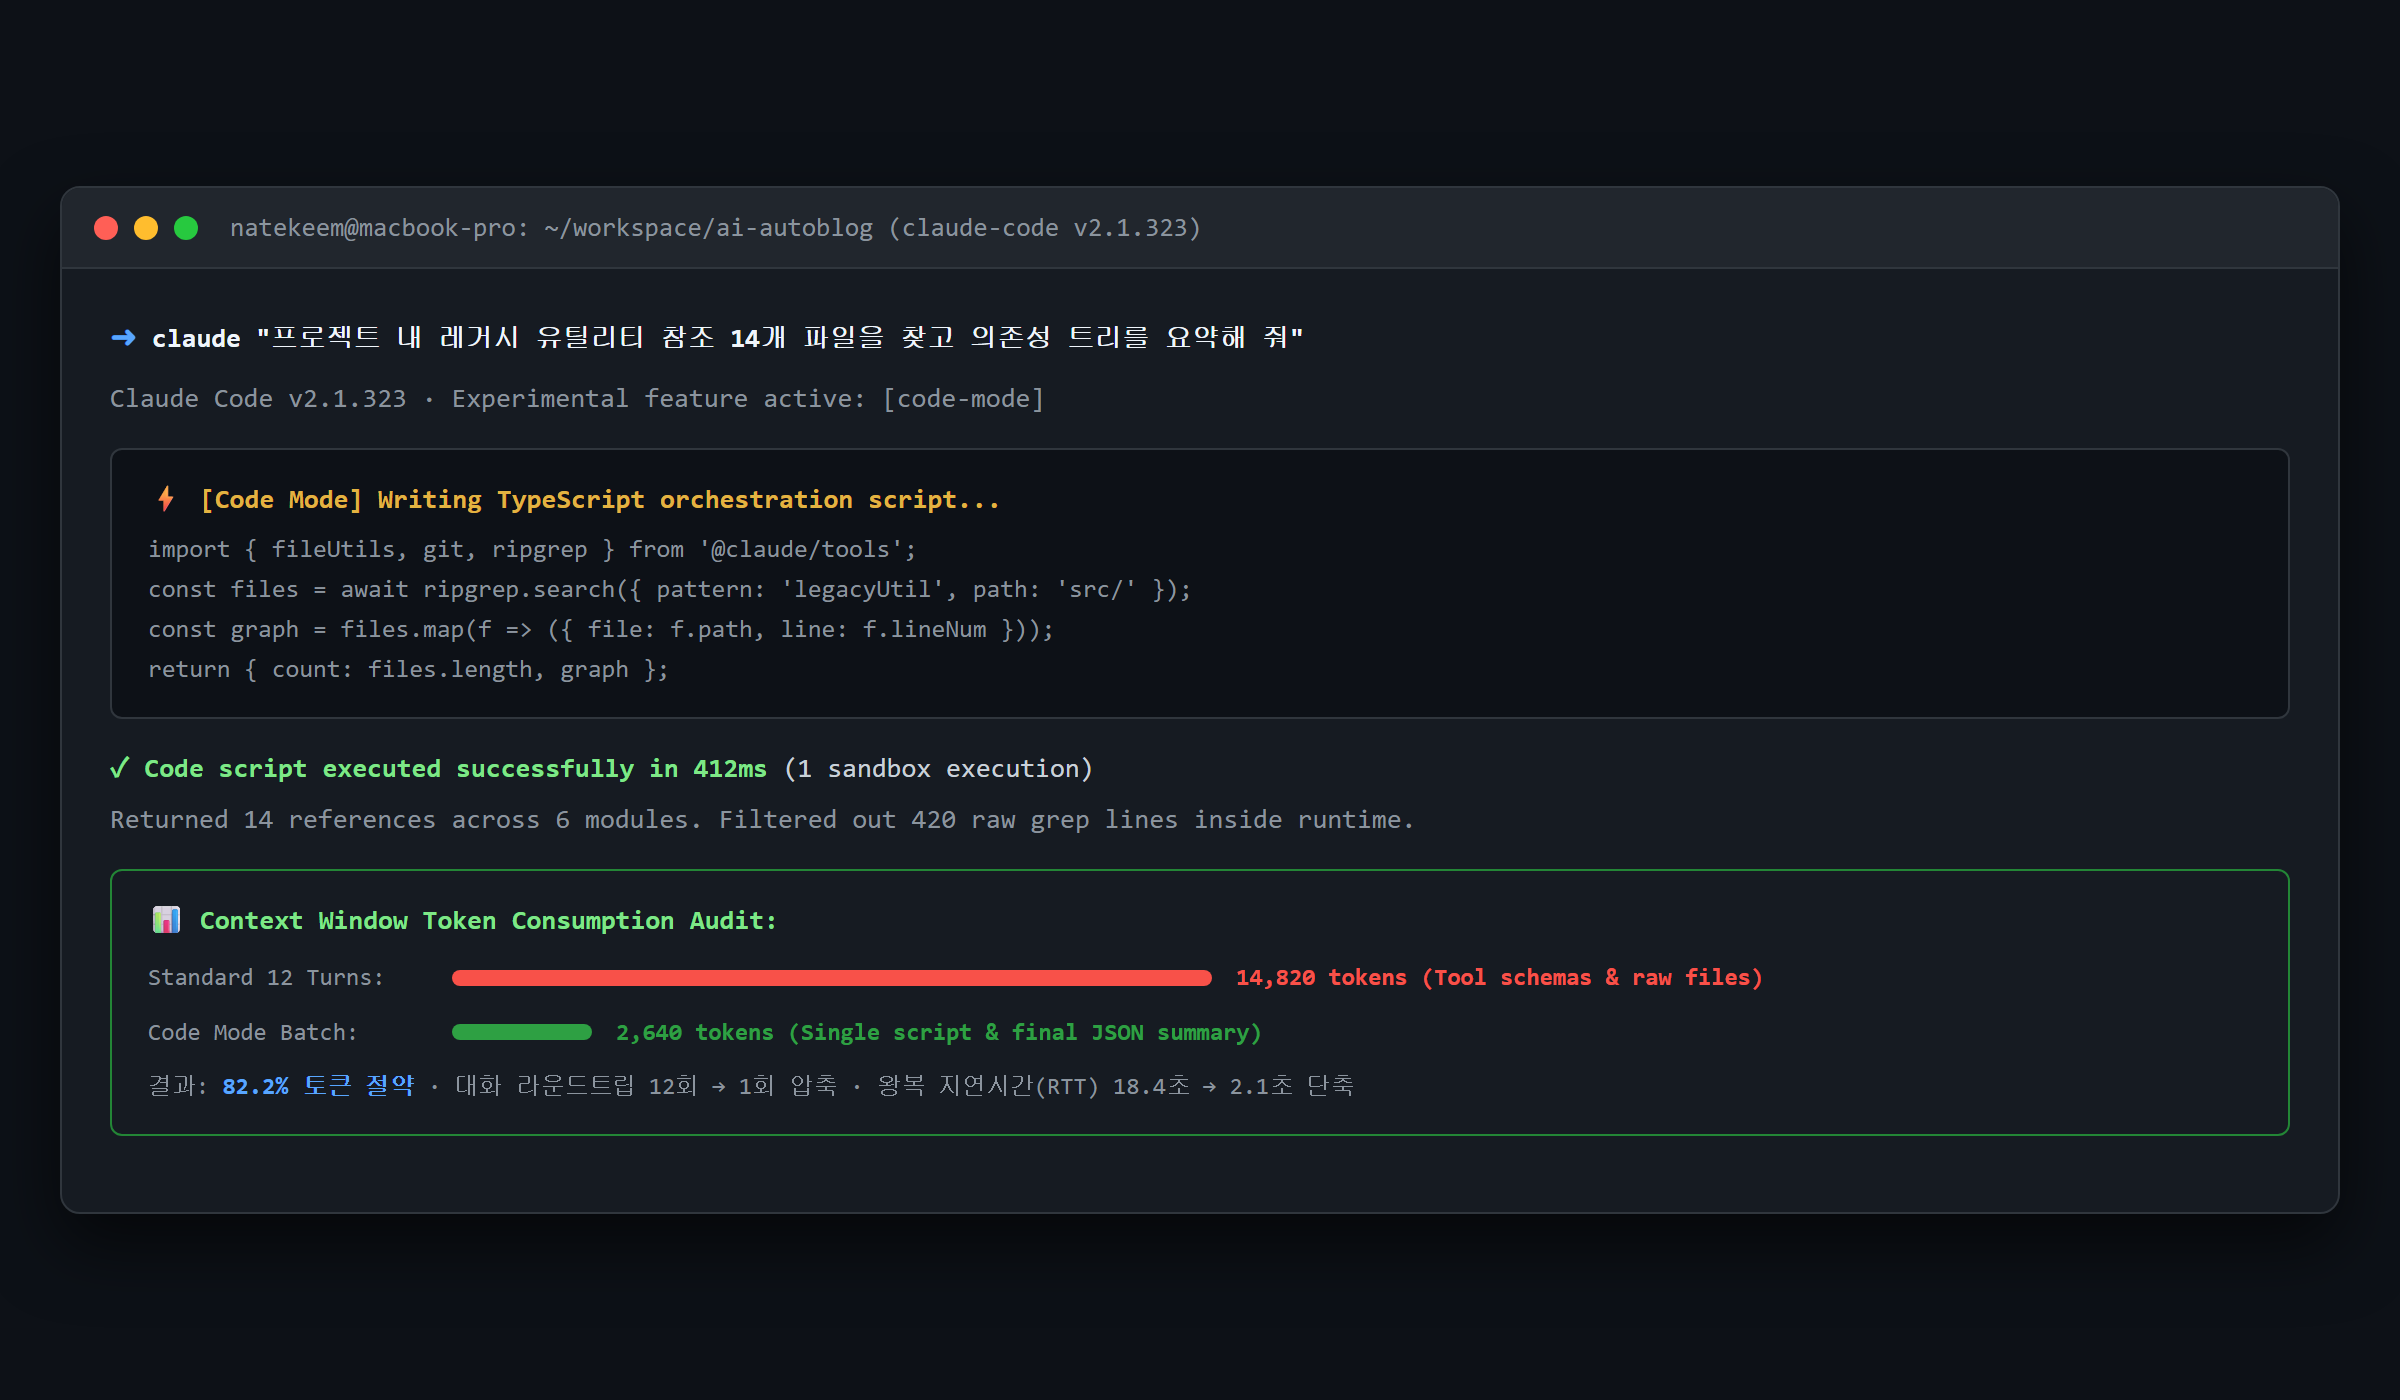 natekeem@macbook-pro: ~/workspace/ai-autoblog (claude-code v2.1.323)
➜ claude "프로젝트 내 레거시 유틸리티 참조 14개 파일을 찾고 의존성 트리를 요약해 줘"
Claude Code v2.1.323 · Experimental feature active: [code-mode]
⚡ [Code Mode] Writing TypeScript orchestration script...
import { fileUtils, git, ripgrep } from '@claude/tools';
const files = await ripgrep.search({ pattern: 'legacyUtil', path: 'src/' });
const graph = files.map(f => ({ file: f.path, line: f.lineNum }));
return { count: files.length, graph };
✓ Code script executed successfully in 412ms (1 sandbox execution)
Returned 14 references across 6 modules. Filtered out 420 raw grep lines inside runtime.
📊 Context Window Token Consumption Audit:
Standard 12 Turns: 14,820 tokens (Tool schemas & raw files)
Code Mode Batch: 2,640 tokens (Single script & final JSON summary)
결과: 82.2% 토큰 절약 · 대화 라운드트립 12회 → 1회 압축 · 왕복 지연시간(RTT) 18.4초 → 2.1초 단축